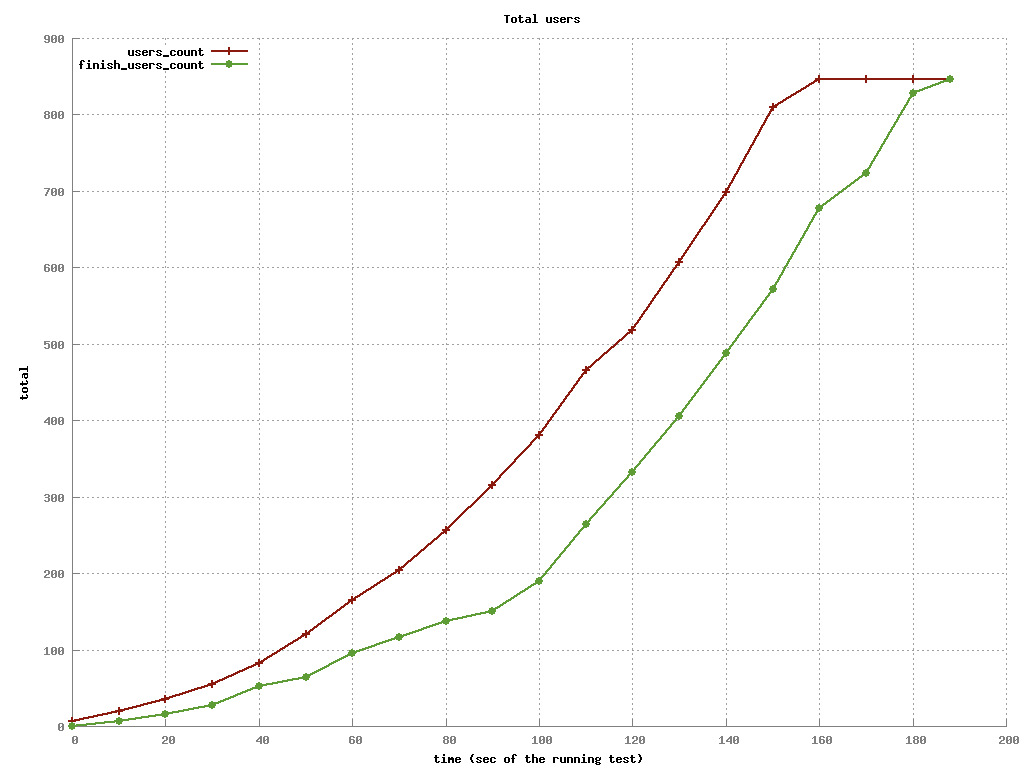 Total users
users_count
finish_users_count
900
800
700
600
500
400
300
200
100
0
total
0 20 40 60 80 100 120 140 160 180 200
time (sec of the running test)